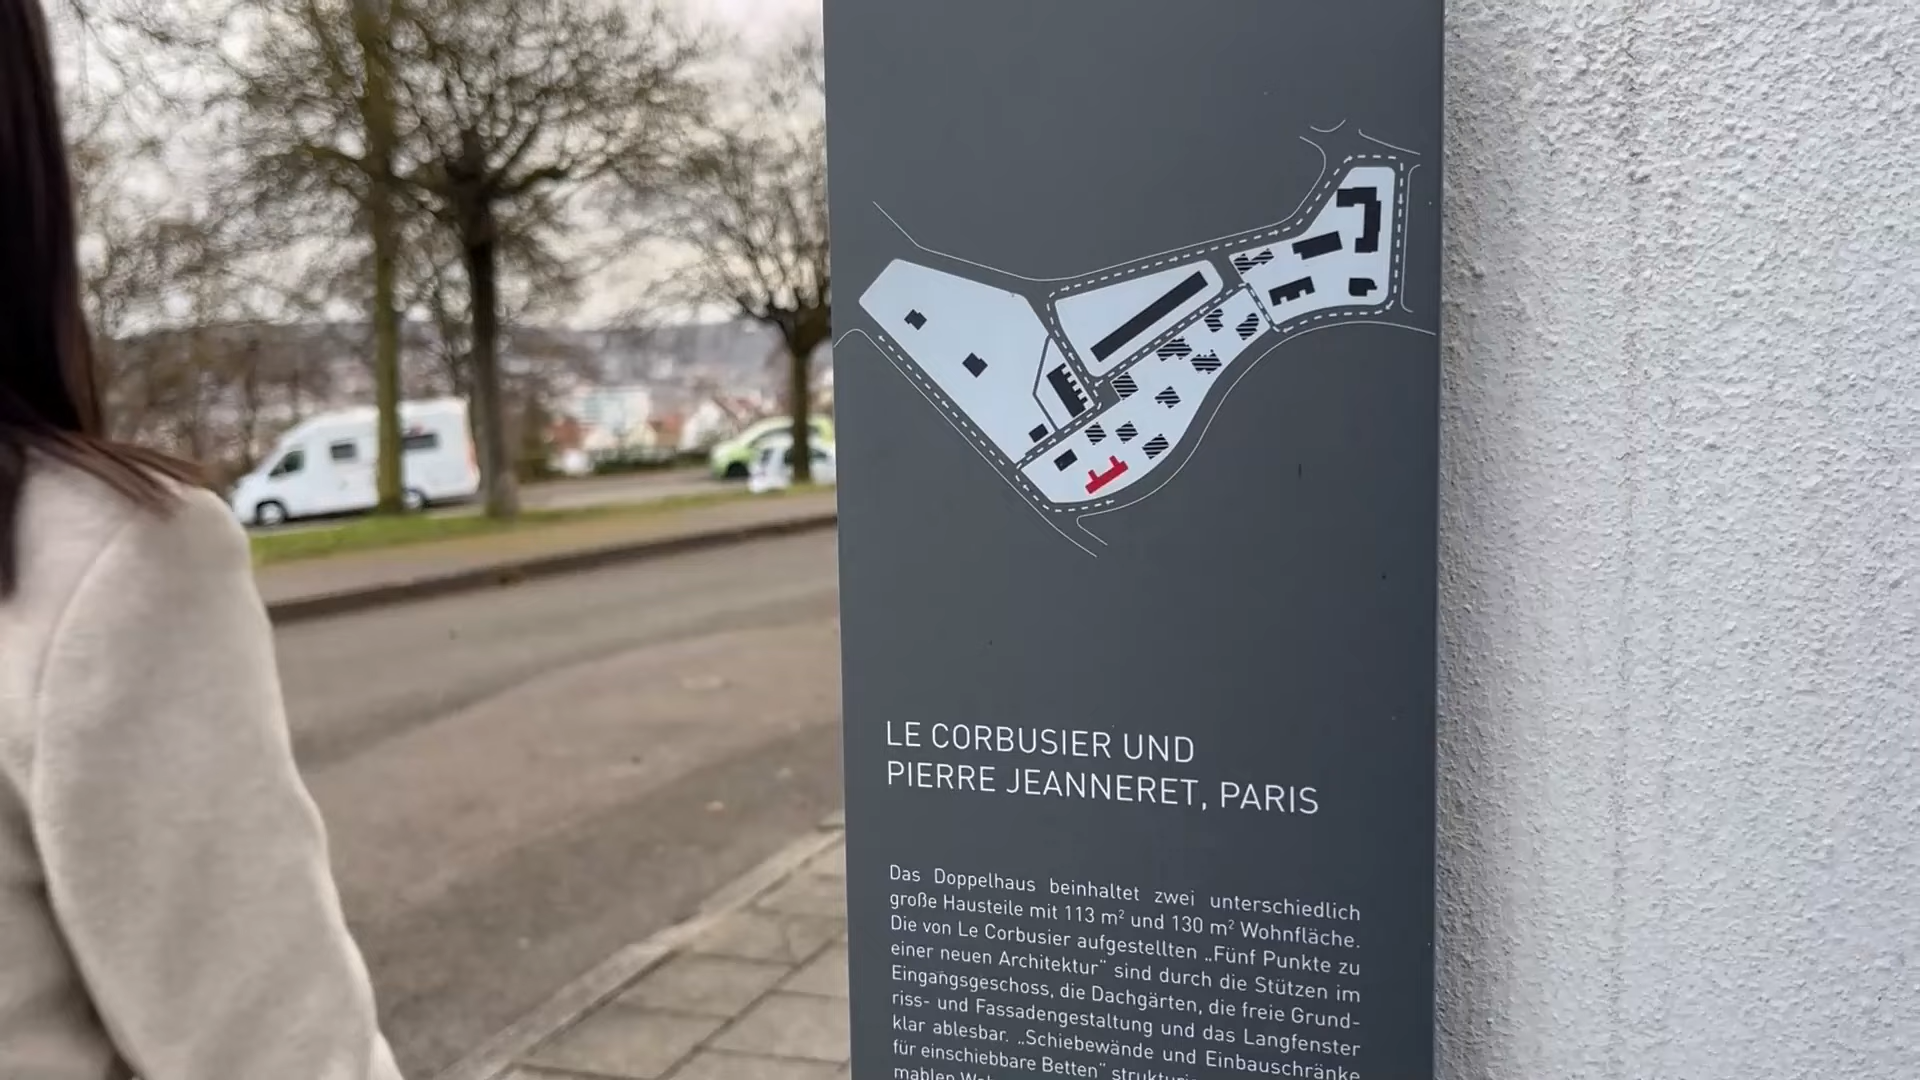 LE CORBUSIER UND
PIERRE JEANNERET, PARIS
Das Doppelhaus beinhaltet zwei unterschiedlich
große Hausteile mit 113 m² und 130 m² Wohnfläche.
Die von Le Corbusier aufgestellten „Fünf Punkte zu
einer neuen Architektur“ sind durch die Stützen im
Eingangsgeschoss, die Dachgärten, die freie Grund-
riss- und Fassadengestaltung und das Langfenster
klar ablesbar. „Schiebewände und Einbauschränke
für einschiebbare Betten“